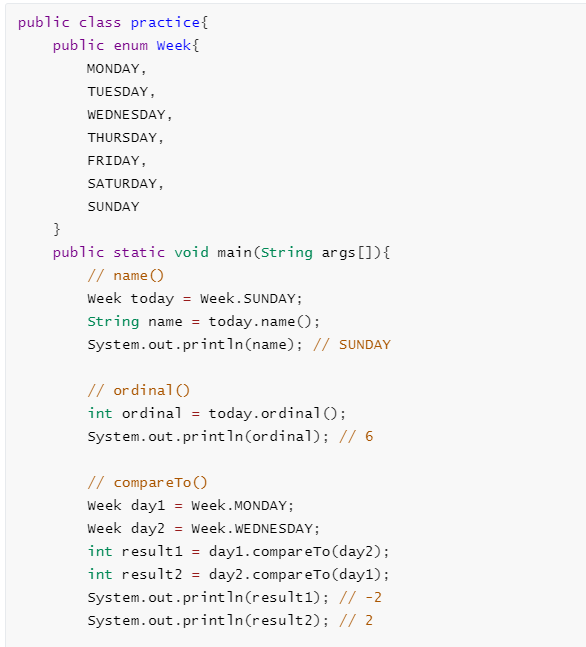 public class practice{
    public enum Week{
        MONDAY,
        TUESDAY,
        WEDNESDAY,
        THURSDAY,
        FRIDAY,
        SATURDAY,
        SUNDAY
    }
    public static void main(String args[]){
        // name()
        Week today = Week.SUNDAY;
        String name = today.name();
        System.out.println(name); // SUNDAY

        // ordinal()
        int ordinal = today.ordinal();
        System.out.println(ordinal); // 6

        // compareTo()
        Week day1 = Week.MONDAY;
        Week day2 = Week.WEDNESDAY;
        int result1 = day1.compareTo(day2);
        int result2 = day2.compareTo(day1);
        System.out.println(result1); // -2
        System.out.println(result2); // 2